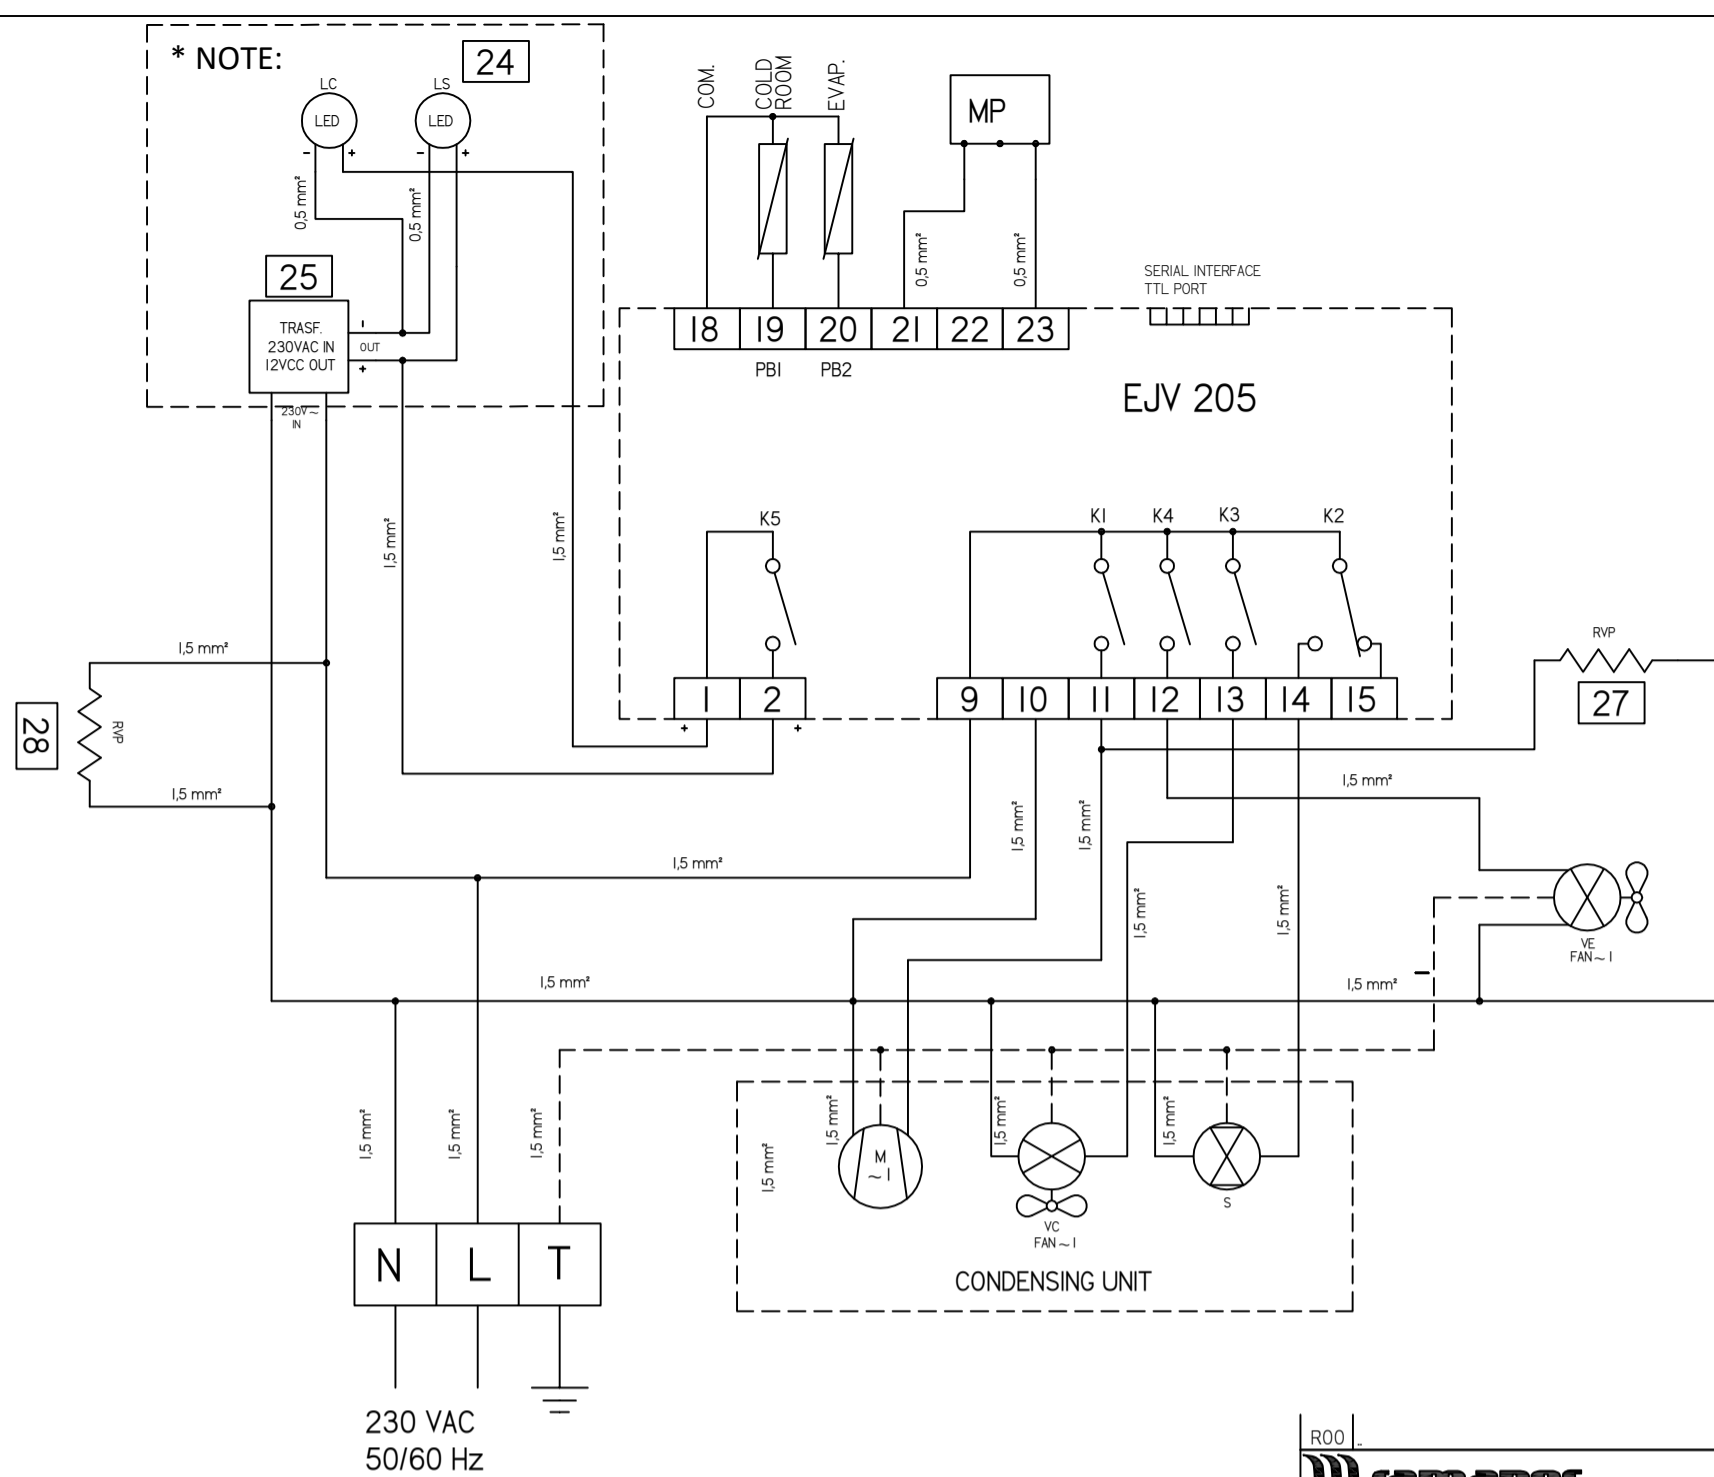 * NOTE:
24
LC
LS
LED
LED
-
+
-
+
0,5 mm²
0,5 mm²
25
TRASF.
230VAC IN
12VCC OUT
-
OUT
+
230V~
IN
COM.
COLD
ROOM
EVAP.
MP
0,5 mm²
0,5 mm²
SERIAL INTERFACE
TTL PORT
18
19
20
21
22
23
PB1
PB2
EJV 205
K5
K1
K4
K3
K2
1,5 mm²
1,5 mm²
1,5 mm²
28
RVP
1,5 mm²
1
2
+
+
9
10
11
12
13
14
15
RVP
27
1,5 mm²
1,5 mm²
1,5 mm²
1,5 mm²
1,5 mm²
1,5 mm²
VE
FAN~1
1,5 mm²
1,5 mm²
1,5 mm²
1,5 mm²
1,5 mm²
1,5 mm²
1,5 mm²
1,5 mm²
1,5 mm²
M
~1
VC
FAN~1
S
CONDENSING UNIT
N
L
T
230 VAC
50/60 Hz
R00